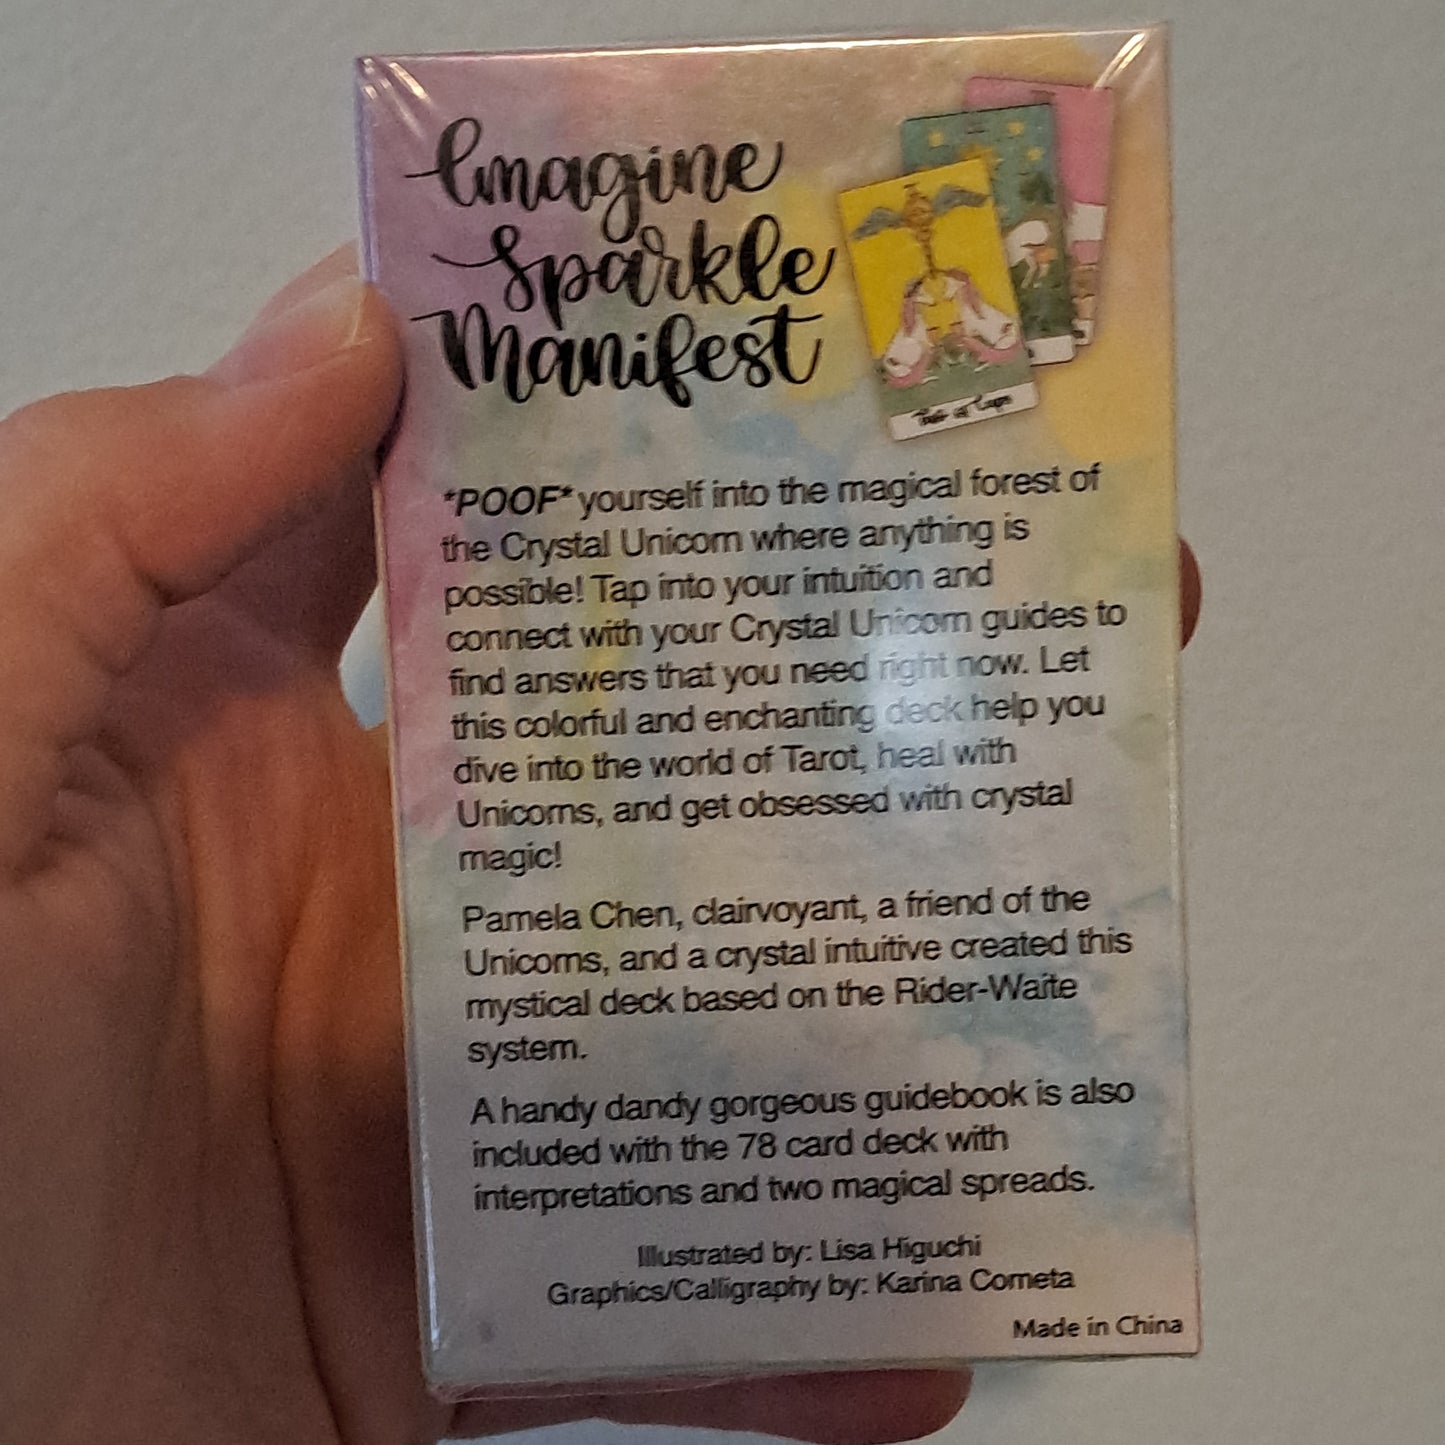 Imagine
Sparkle
Manifest
Two of Cups
*POOF* yourself into the magical forest of
the Crystal Unicorn where anything is
possible! Tap into your intuition and
connect with your Crystal Unicorn guides to
find answers that you need right now. Let
this colorful and enchanting deck help you
dive into the world of Tarot, heal with
Unicorns, and get obsessed with crystal
magic!
Pamela Chen, clairvoyant, a friend of the
Unicorns, and a crystal intuitive created this
mystical deck based on the Rider-Waite
system.
A handy dandy gorgeous guidebook is also
included with the 78 card deck with
interpretations and two magical spreads.
Illustrated by: Lisa Higuchi
Graphics/Calligraphy by: Karina Cometa
Made in China